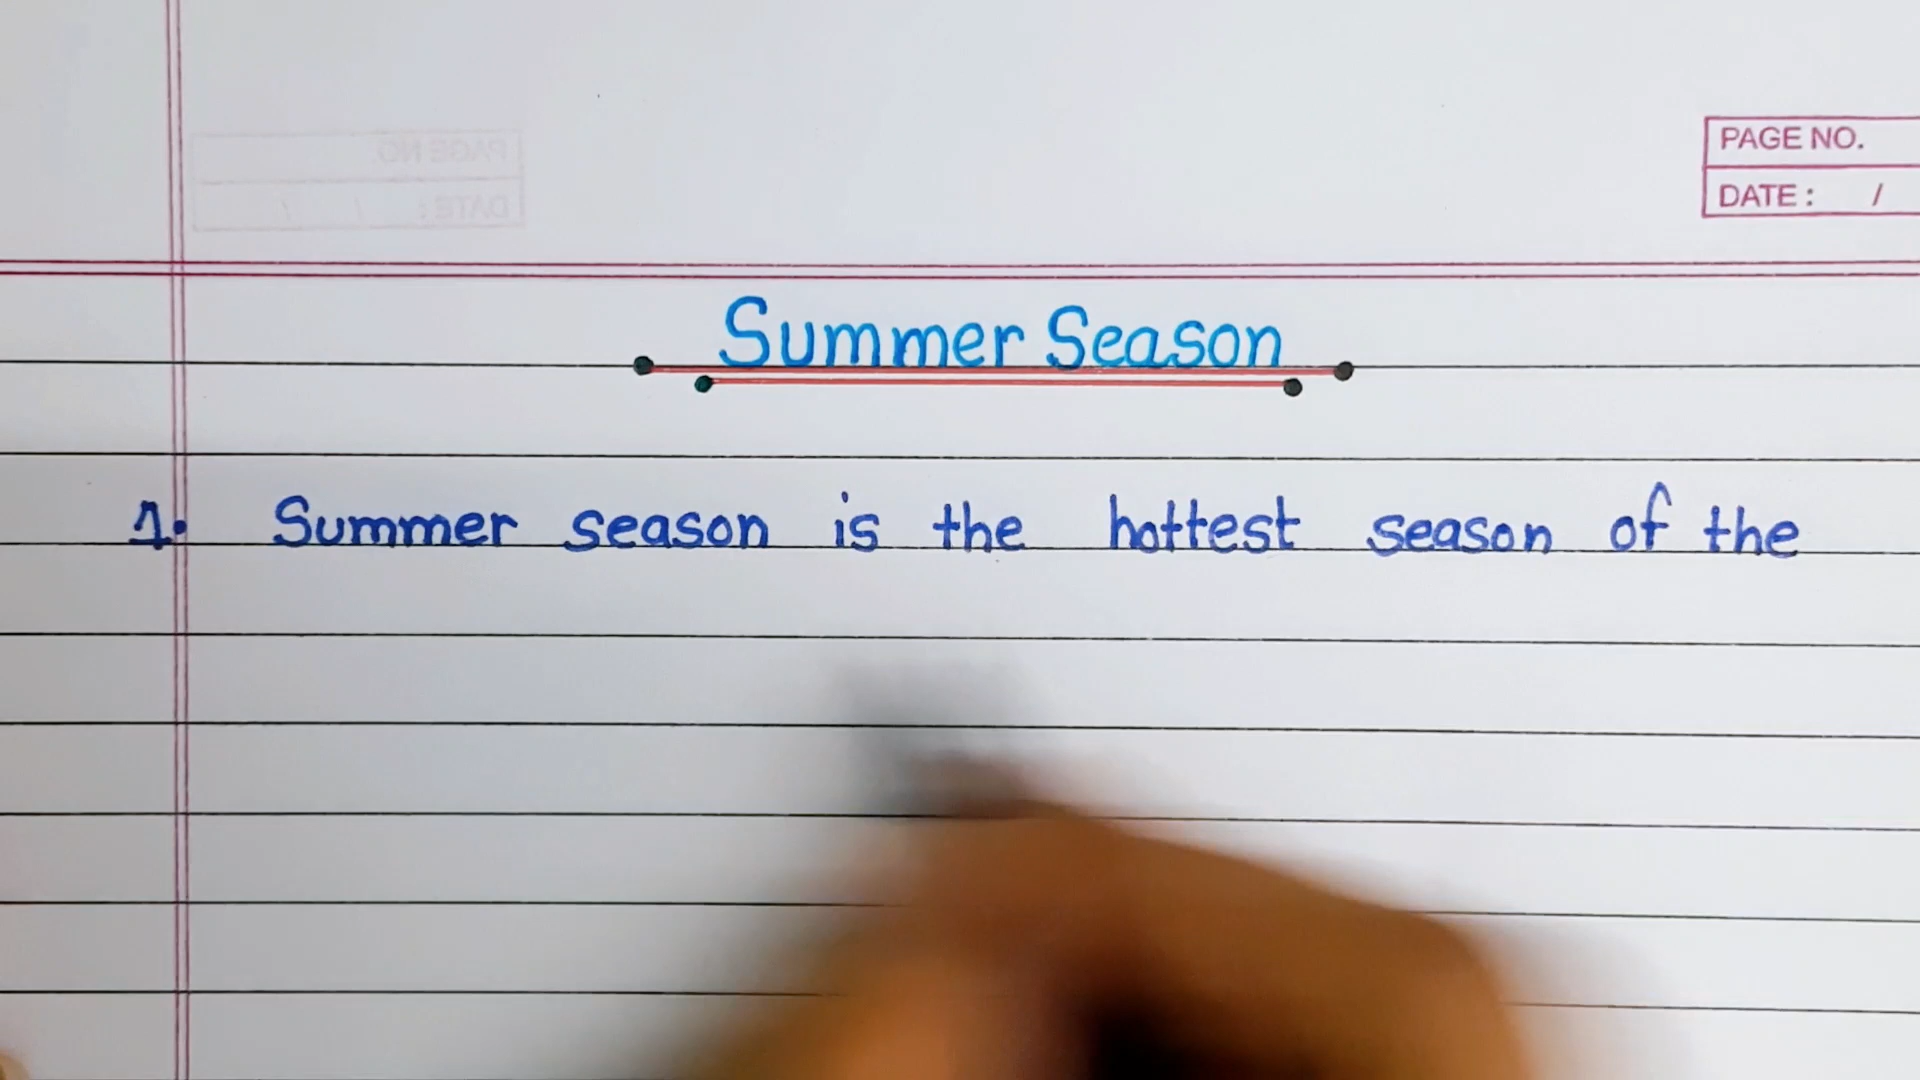 PAGE NO.
DATE : /
Summer Season
1. Summer season is the hottest season of the